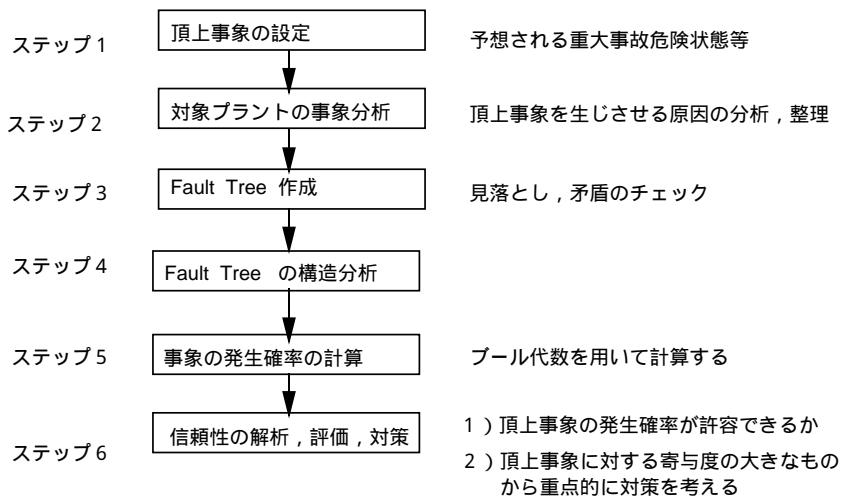 ステップ1 頂上事象の設定 予想される重大事故危険状態等
ステップ2 対象プラントの事象分析 頂上事象を生じさせる原因の分析，整理
ステップ3 Fault Tree 作成 見落とし，矛盾のチェック
ステップ4 Fault Tree の構造分析
ステップ5 事象の発生確率の計算 ブール代数を用いて計算する
ステップ6 信頼性の解析，評価，対策 1）頂上事象の発生確率が許容できるか
2）頂上事象に対する寄与度の大きなもの
から重点的に対策を考える